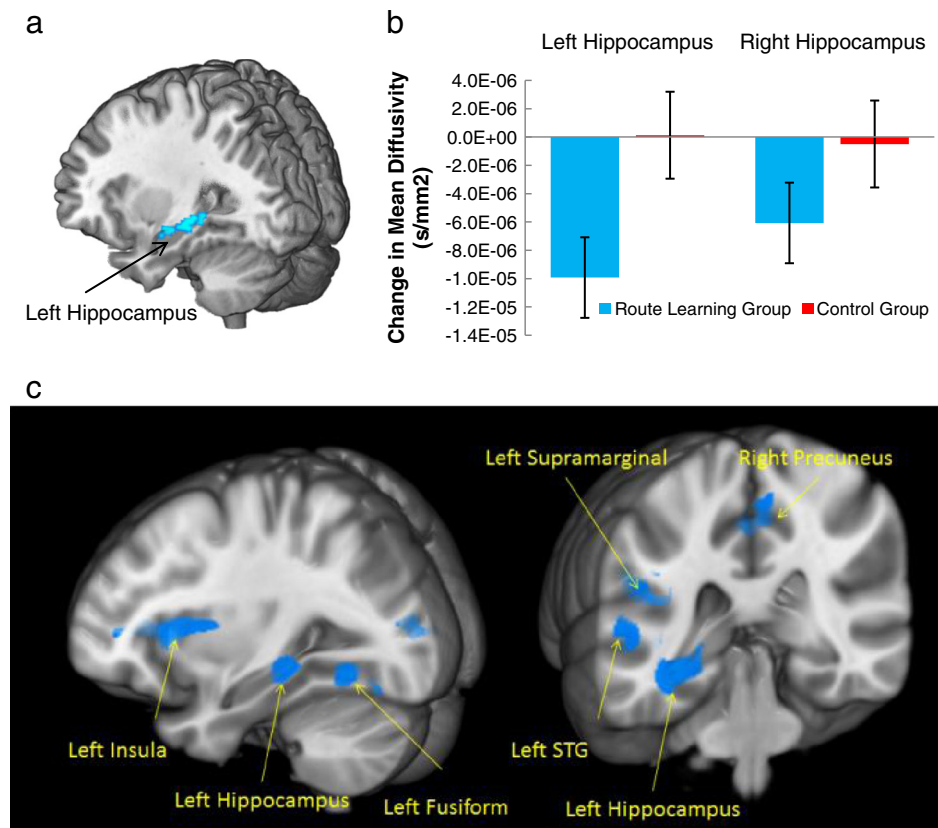 a
Left Hippocampus
b
Left Hippocampus Right Hippocampus
Change in Mean Diffusivity
(s/mm2)
4.0E-06
2.0E-06
0.0E+00
-2.0E-06
-4.0E-06
-6.0E-06
-8.0E-06
-1.0E-05
-1.2E-05
-1.4E-05
Route Learning Group Control Group
c
Left Insula
Left Hippocampus
Left Fusiform
Left Supramarginal
Right Precuneus
Left STG
Left Hippocampus